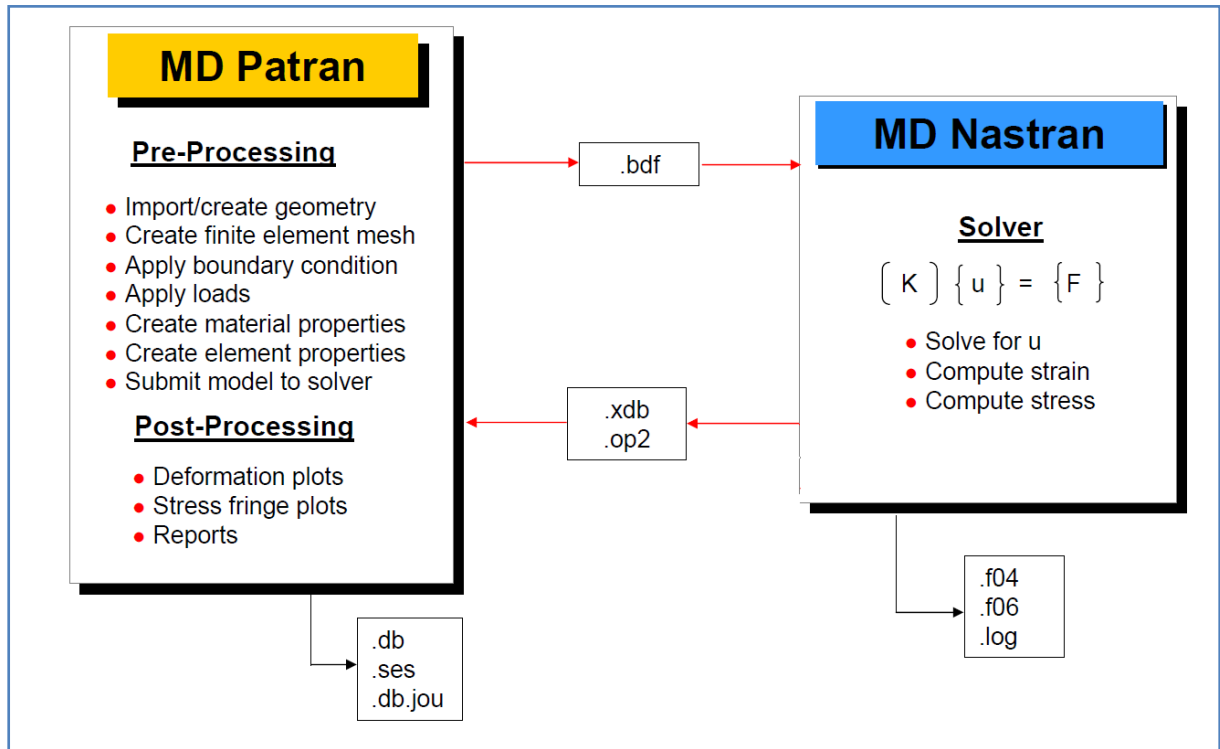 MD Patran
Pre-Processing
• Import/create geometry
• Create finite element mesh
• Apply boundary condition
• Apply loads
• Create material properties
• Create element properties
• Submit model to solver
Post-Processing
• Deformation plots
• Stress fringe plots
• Reports
.db
.ses
.db.jou
.bdf
.xdb
.op2
MD Nastran
Solver
[ K ] { u } = { F }
• Solve for u
• Compute strain
• Compute stress
.f04
.f06
.log